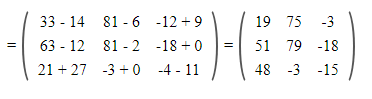 33 - 14 81 - 6 -12 + 9 19 75 -3
= 63 - 12 81 - 2 -18 + 0 = 51 79 -18
21 + 27 -3 + 0 -4 - 11 48 -3 -15